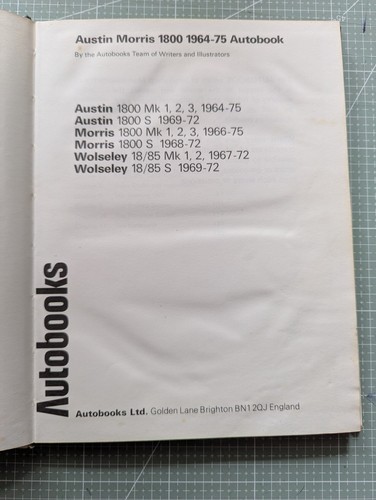 Austin Morris 1800 1964-75 Autobook
By the Autobooks Team of Writers and Illustrators
Austin 1800 Mk 1, 2, 3, 1964-75
Austin 1800 S 1969-72
Morris 1800 Mk 1, 2, 3, 1966-75
Morris 1800 S 1968-72
Wolseley 18/85 Mk 1, 2, 1967-72
Wolseley 18/85 S 1969-72
Autobooks
Autobooks Ltd. Golden Lane Brighton BN1 2QJ England